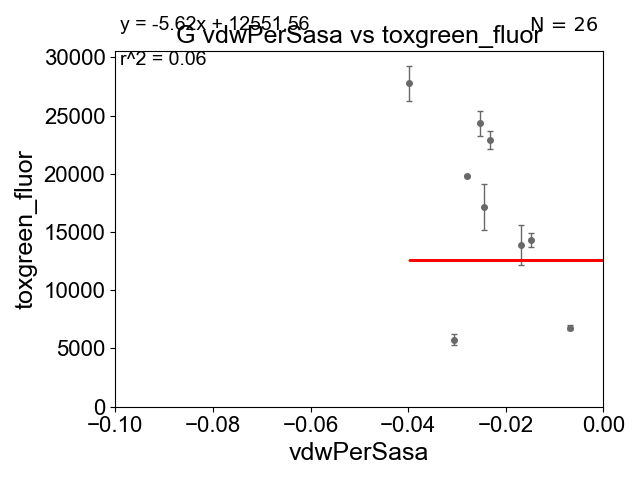 y = -5.62x + 12551.56
N = 26
G vdwPerSasa vs toxgreen_fluor
r^2 = 0.06
30000
25000
20000
15000
10000
5000
0
toxgreen_fluor
−0.10 −0.08 −0.06 −0.04 −0.02 0.00
vdwPerSasa